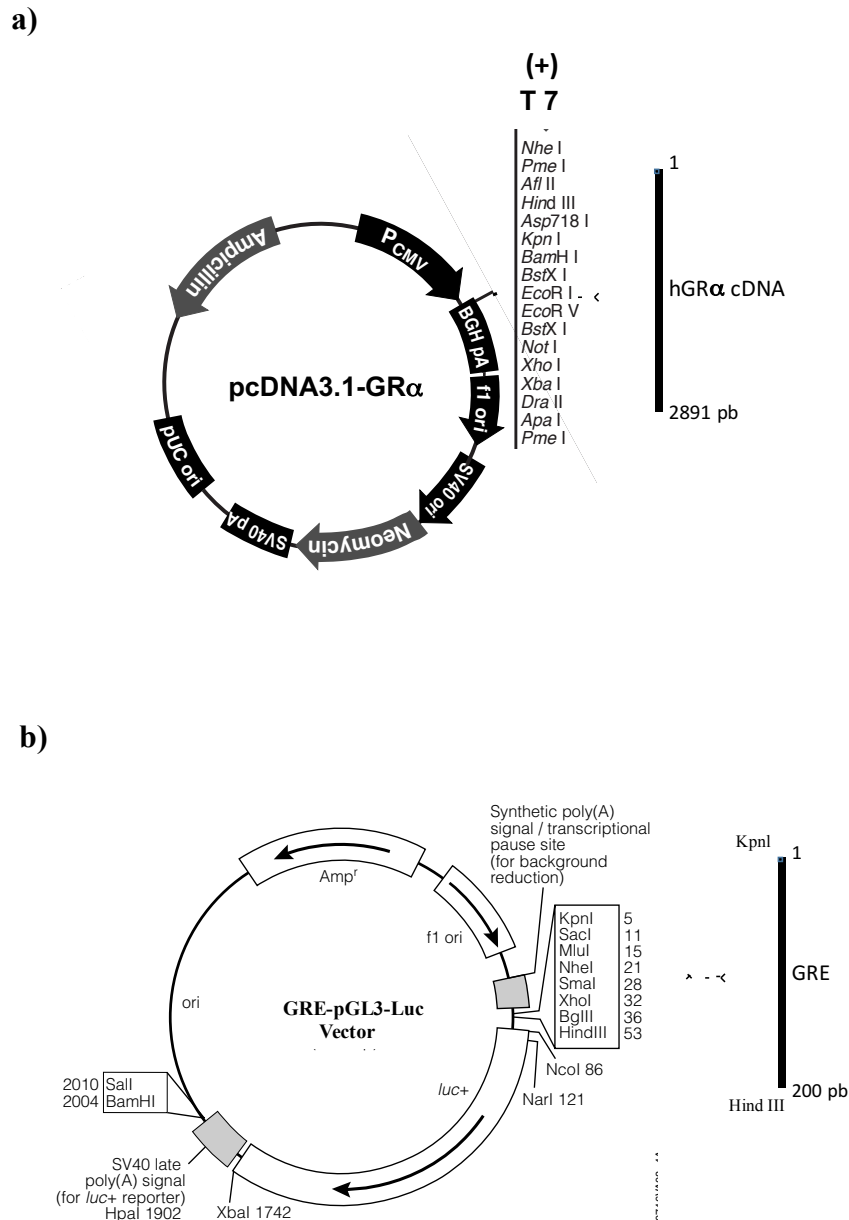 a)
(+)
T 7
Nhe I
Pme I
Afl II
Hind III
Asp718 I
Kpn I
BamH I
BstX I
EcoR I
EcoR V
BstX I
Not I
Xho I
Xba I
Dra II
Apa I
Pme I
1
hGRα cDNA
2891 pb
Ampicillin
PCMV
BGH pA
f1 ori
SV40 ori
Neomycin
SV40 pA
pUC ori
pcDNA3.1-GRα
b)
Synthetic poly(A)
signal / transcriptional
pause site
(for background
reduction)
Ampr
f1 ori
KpnI 5
SacI 11
MluI 15
NheI 21
SmaI 28
XhoI 32
BglII 36
HindIII 53
KpnI
1
GRE
200 pb
Hind III
ori
GRE-pGL3-Luc
Vector
NcoI 86
NarI 121
luc+
2010 SalI
2004 BamHI
SV40 late
poly(A) signal
(for luc+ reporter)
HpaI 1902
XbaI 1742